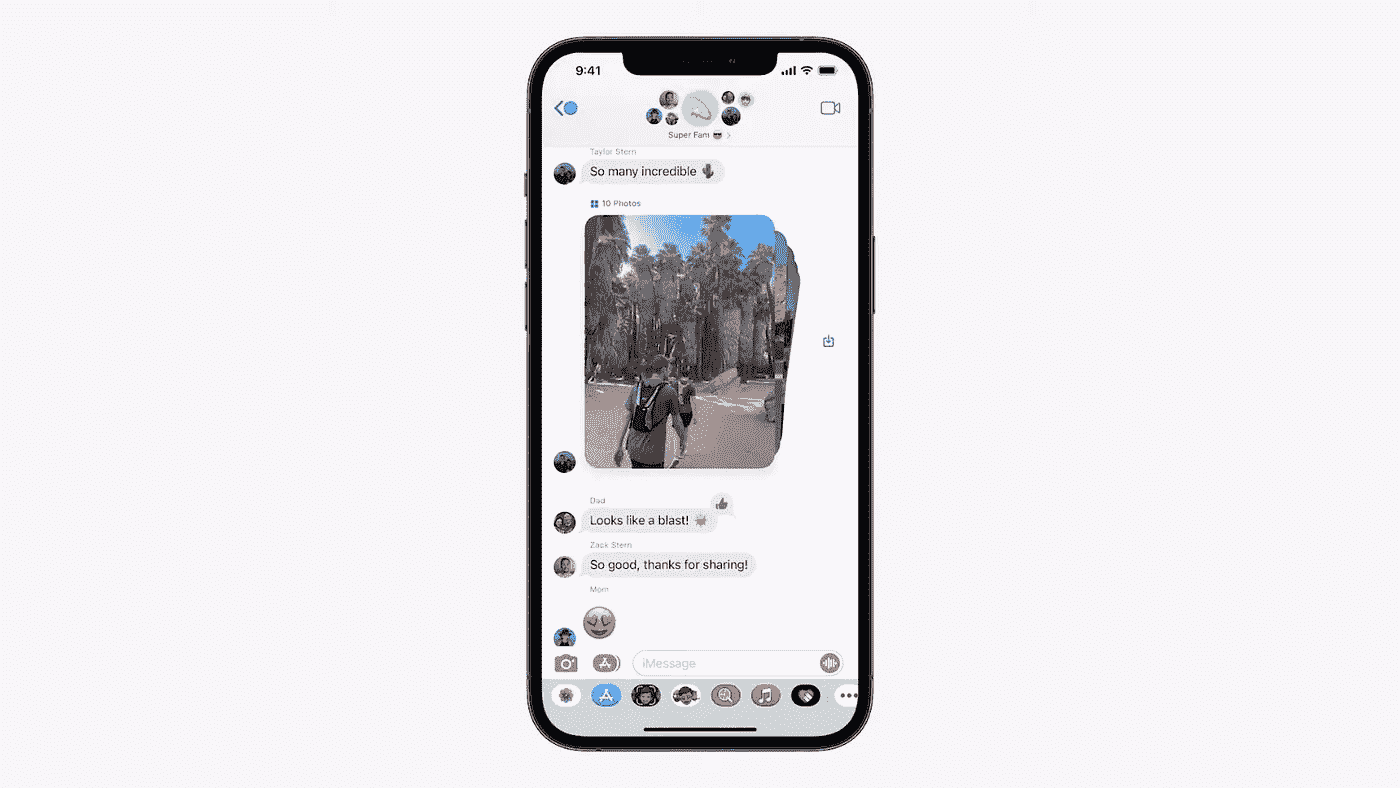 9:41
Super Fam
Taylor Stern
So many incredible
10 Photos
Dad
Looks like a blast!
Zack Stern
So good, thanks for sharing!
Mom
iMessage